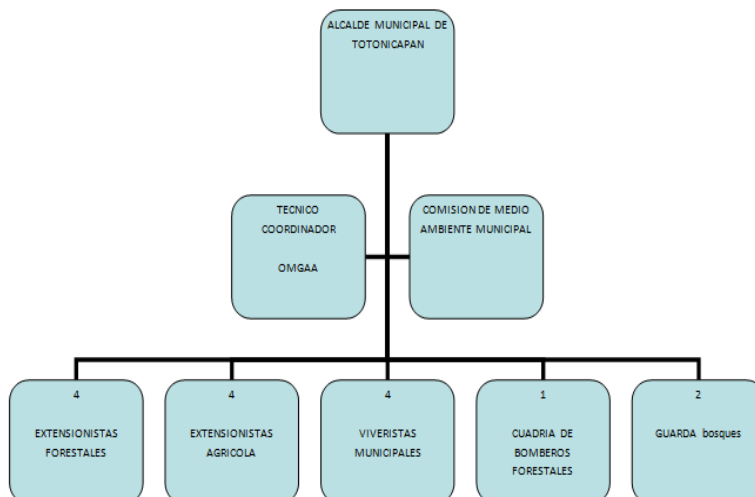 ALCALDE MUNICIPAL DE
TOTONICAPAN
TECNICO
COORDINADOR
OMGAA
COMISION DE MEDIO
AMBIENTE MUNICIPAL
4
EXTENSIONISTAS
FORESTALES
4
EXTENSIONISTAS
AGRICOLA
4
VIVERISTAS
MUNICIPALES
1
CUADRIA DE
BOMBEROS
FORESTALES
2
GUARDA bosques